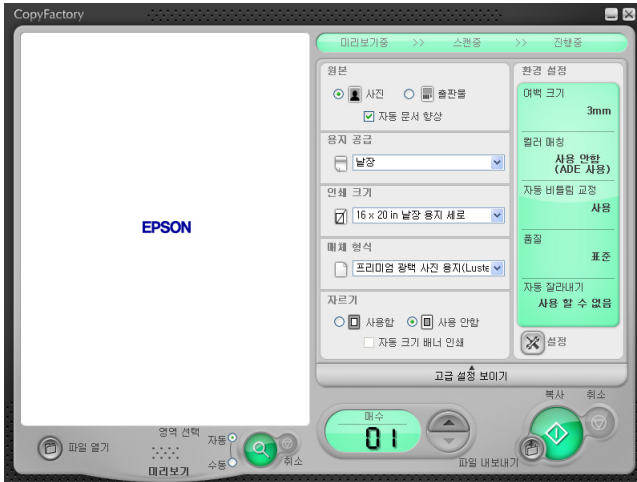 CopyFactory
미리보기중 >> 스캔중 >> 진행중
원본
사진 출판물
자동 문서 향상
용지 공급
낱장
인쇄 크기
16 x 20 in 낱장 용지 세로
매체 형식
프리미엄 광택 사진 용지(Luste
자르기
사용함 사용 안함
자동 크기 배너 인쇄
환경 설정
여백 크기
3mm
컬러 매칭
사용 안함
(ADE 사용)
자동 비틀림 교정
사용
품질
표준
자동 잘라내기
사용 할 수 없음
설정
고급 설정 보이기
EPSON
파일 열기
영역 선택
자동
수동
미리보기
취소
매수
01
파일 내보내기
복사
취소